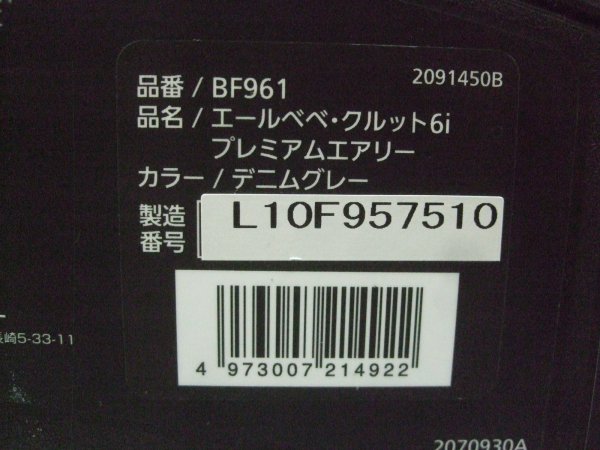 2091450B
品番 / BF961
品名 / エールベベ・クルット6i
プレミアムエアリー
カラー / デニムグレー
製造番号 L10F957510
長崎5-33-11
4 973007 214922
2070930A